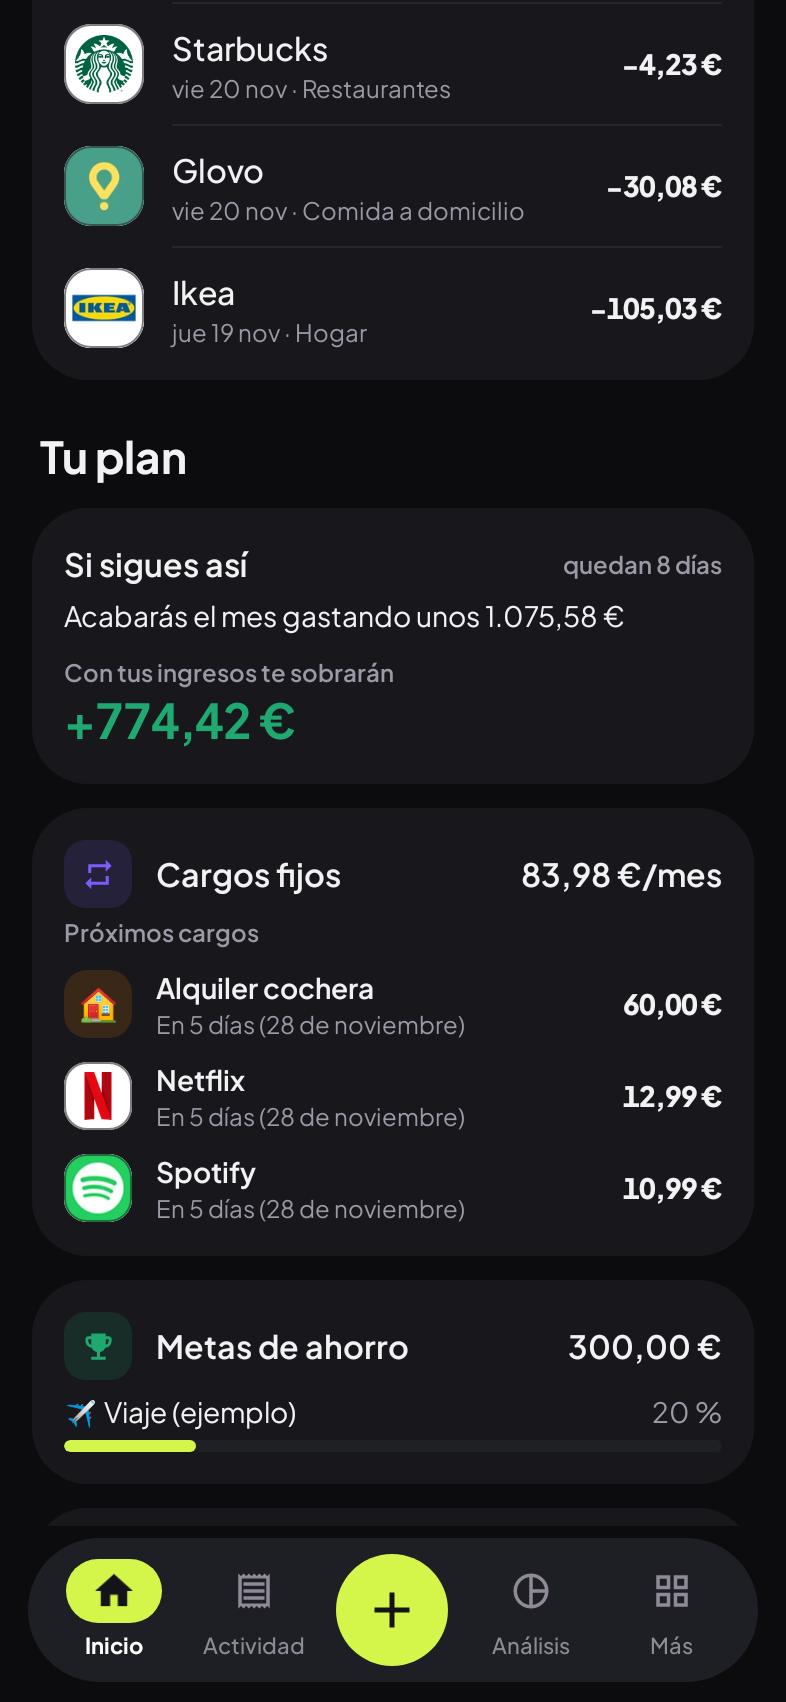 Starbucks
-4,23 €
vie 20 nov · Restaurantes
Glovo
-30,08 €
vie 20 nov · Comida a domicilio
IKEA
Ikea
-105,03 €
jue 19 nov · Hogar
Tu plan
Si sigues así
quedan 8 días
Acabarás el mes gastando unos 1.075,58 €
Con tus ingresos te sobrarán
+774,42 €
Cargos fijos
83,98 €/mes
Próximos cargos
Alquiler cochera
60,00 €
En 5 días (28 de noviembre)
Netflix
12,99 €
En 5 días (28 de noviembre)
Spotify
10,99 €
En 5 días (28 de noviembre)
Metas de ahorro
300,00 €
Viaje (ejemplo)
20 %
Inicio
Actividad
Análisis
Más